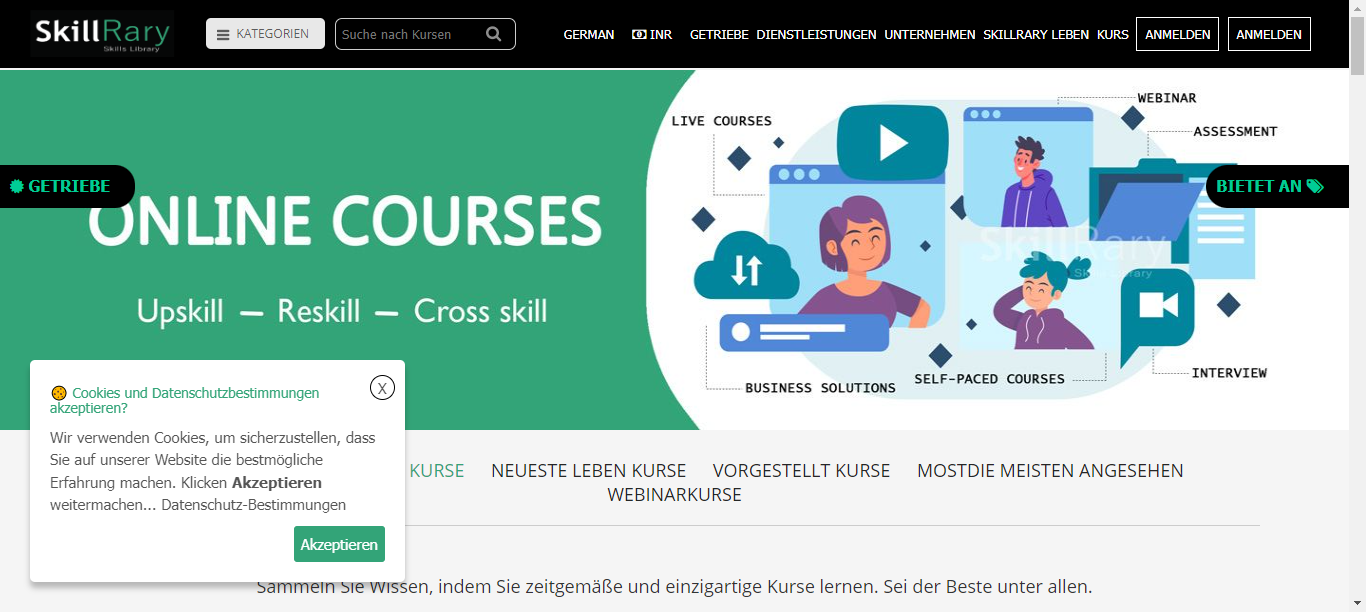 SkillRary
Skills Library
KATEGORIEN
Suche nach Kursen
GERMAN
INR
GETRIEBE
DIENSTLEISTUNGEN
UNTERNEHMEN
SKILLRARY LEBEN
KURS
ANMELDEN
ANMELDEN
GETRIEBE
BIETET AN
ONLINE COURSES
Upskill — Reskill — Cross skill
LIVE COURSES
WEBINAR
ASSESSMENT
SkillRary
Skills Library
BUSINESS SOLUTIONS
SELF-PACED COURSES
INTERVIEW
Cookies und Datenschutzbestimmungen
akzeptieren?
X
Wir verwenden Cookies, um sicherzustellen, dass
Sie auf unserer Website die bestmögliche
Erfahrung machen. Klicken Akzeptieren
weitermachen... Datenschutz-Bestimmungen
Akzeptieren
KURSE
NEUESTE LEBEN KURSE
VORGESTELLT KURSE
MOSTDIE MEISTEN ANGESEHEN
WEBINARKURSE
Sammeln Sie Wissen, indem Sie zeitgemäße und einzigartige Kurse lernen. Sei der Beste unter allen.